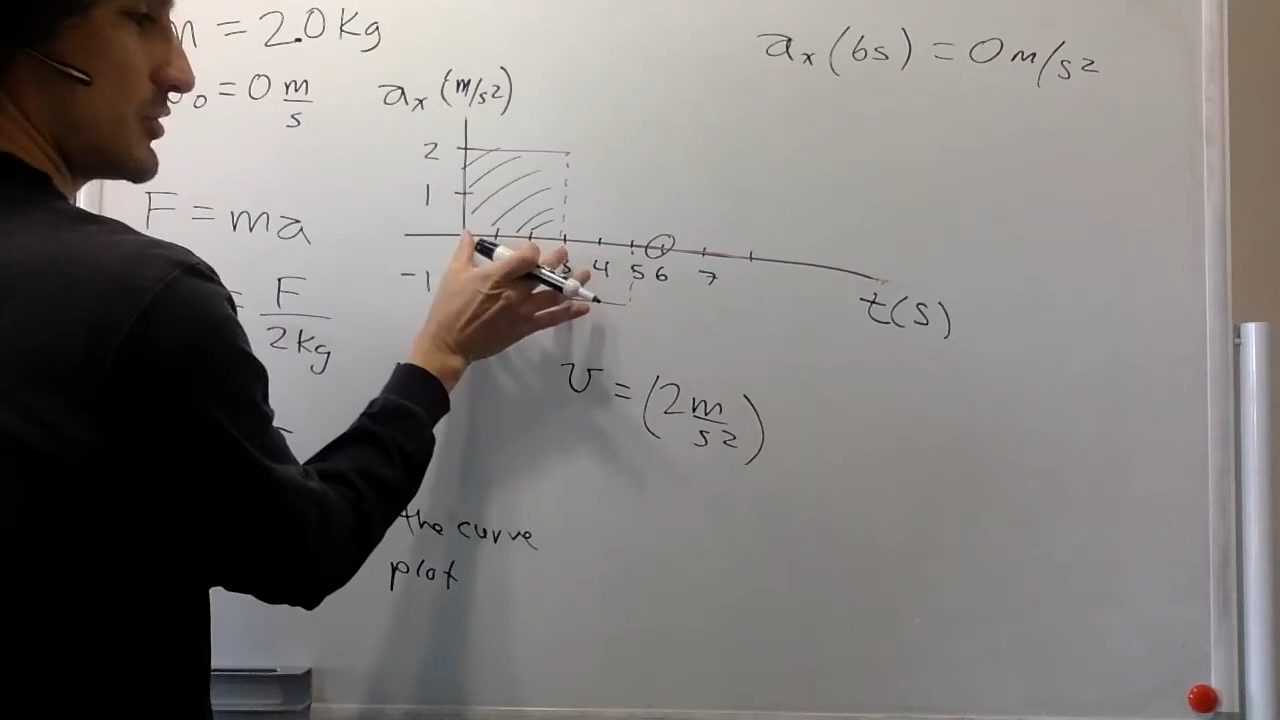 m = 2.0 Kg
v₀ = 0 m/s
aₓ (m/s²)
2
1
-1
3 4 5 6 7
t(s)
aₓ(6s) = 0 m/s²
F = ma
= F/2Kg
v = (2 m/s²)
the curve
plot